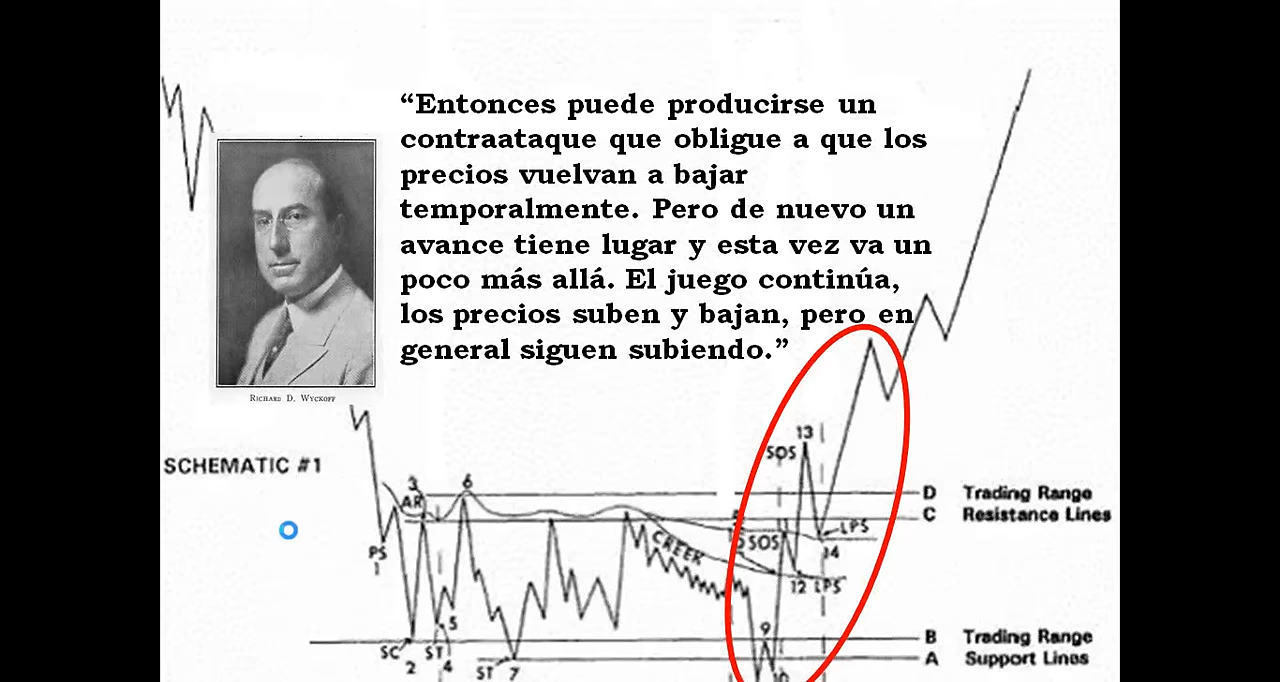 “Entonces puede producirse un
contraataque que obligue a que los
precios vuelvan a bajar
temporalmente. Pero de nuevo un
avance tiene lugar y esta vez va un
poco más allá. El juego continúa,
los precios suben y bajan, pero en
general siguen subiendo.”
RICHARD D. WYCKOFF
SCHEMATIC #1
13
SOS
3
AR
6
D Trading Range
C Resistance Lines
LPS
14
SOS
11
CREEK
PS
1
12 LPS
5
9
B Trading Range
A Support Lines
SC
2
ST
4
ST 7
10